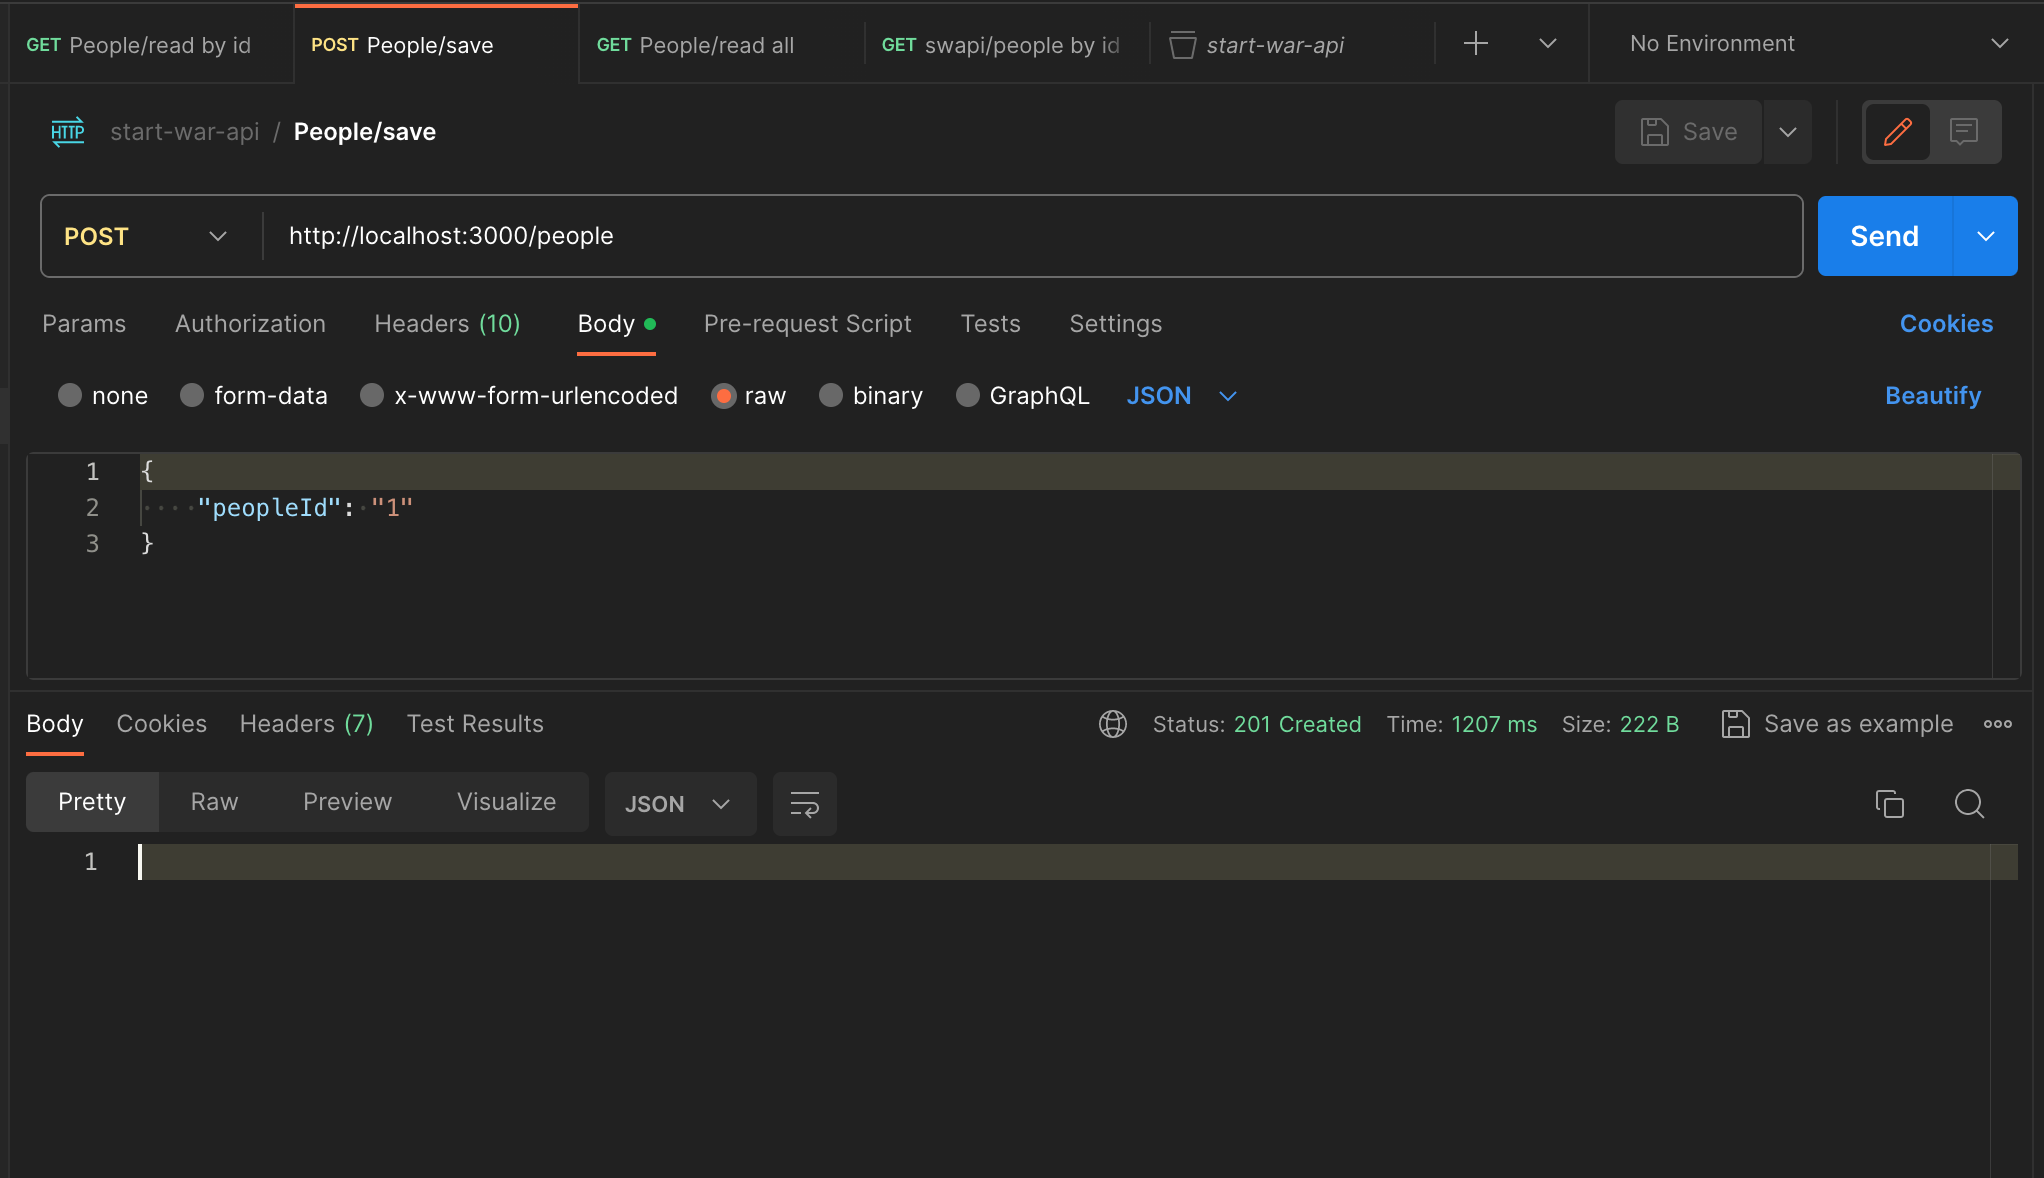 GET People/read by id POST People/save GET People/read all GET swapi/people by id start-war-api No Environment
HTTP start-war-api / People/save Save
POST http://localhost:3000/people Send
Params Authorization Headers (10) Body Pre-request Script Tests Settings Cookies
none form-data x-www-form-urlencoded raw binary GraphQL JSON Beautify
1 {
2 "peopleId": "1"
3 }
Body Cookies Headers (7) Test Results Status: 201 Created Time: 1207 ms Size: 222 B Save as example
Pretty Raw Preview Visualize JSON
1